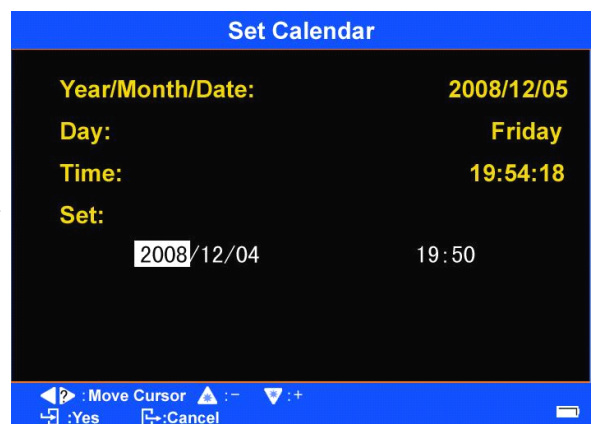 Set Calendar
Year/Month/Date: 2008/12/05
Day: Friday
Time: 19:54:18
Set:
2008/12/04 19:50
? :Move Cursor :- :+
:Yes :Cancel